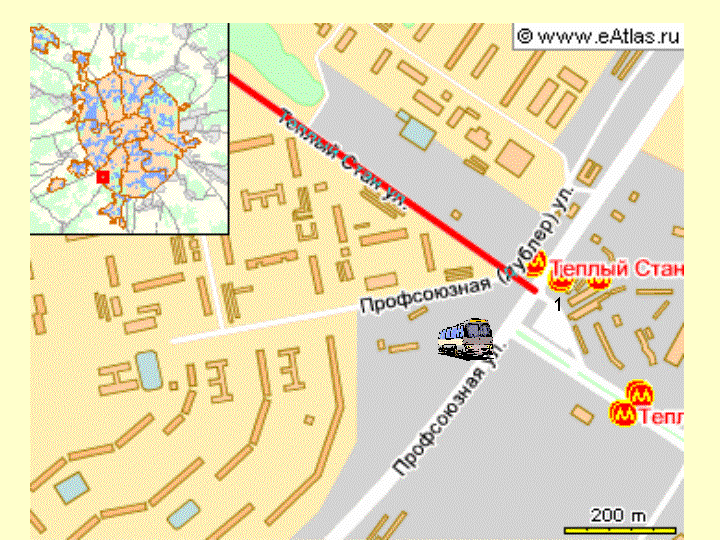 © www.eAtlas.ru
Теплый Стан ул.
Профсоюзная (дублер) ул.
Теплый Стан
1
Профсоюзная ул.
Тепл
200 m